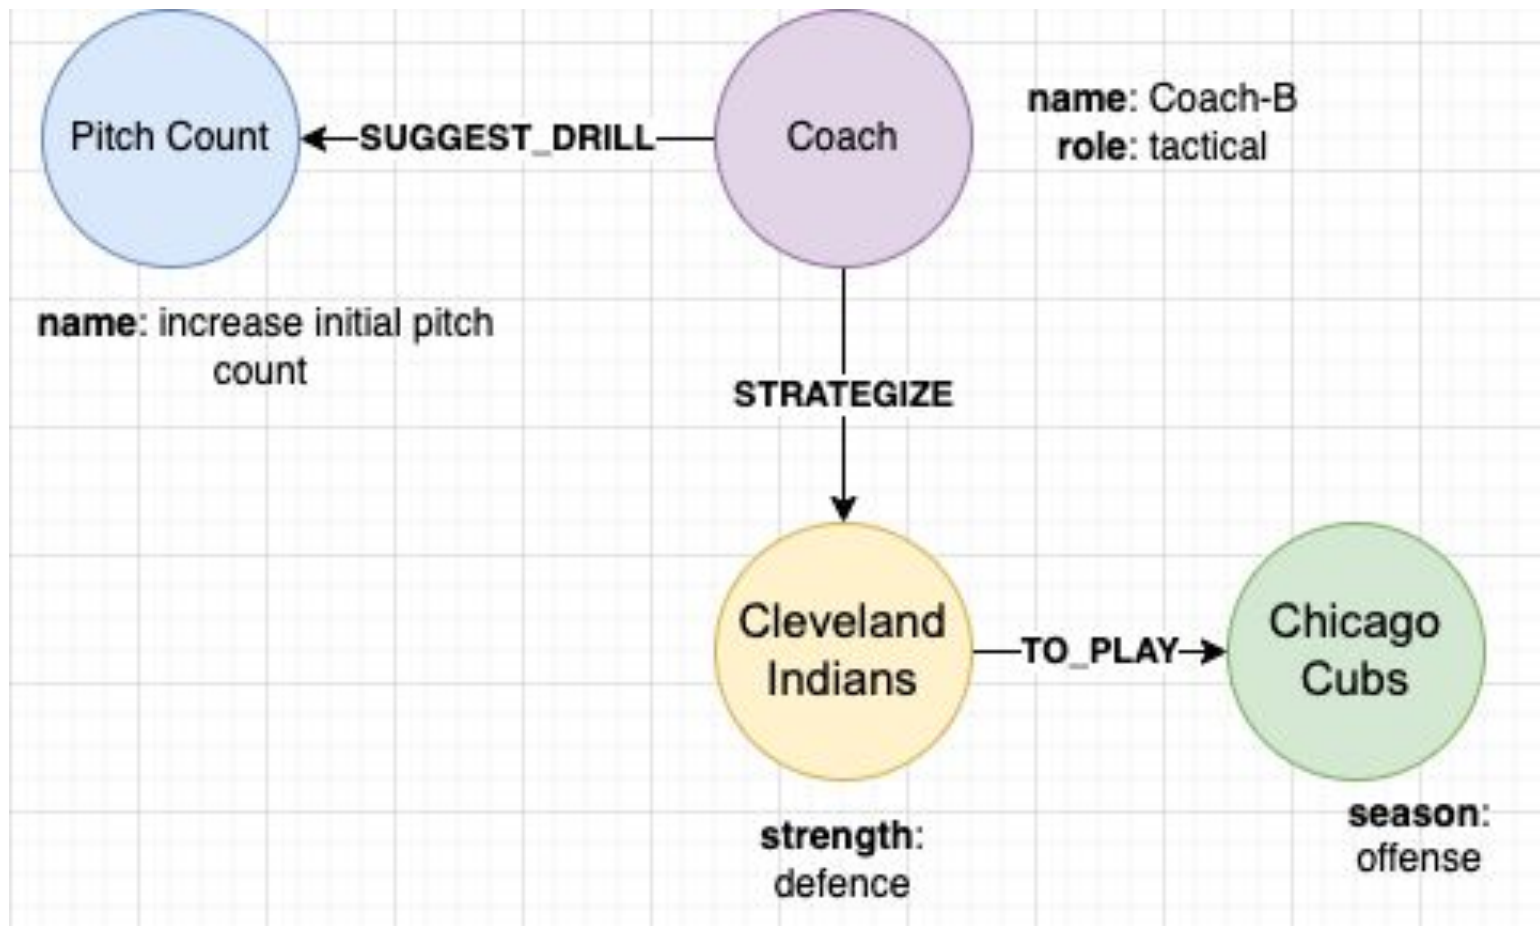 Pitch Count
SUGGEST_DRILL
Coach
name: Coach-B
role: tactical
name: increase initial pitch
count
STRATEGIZE
Cleveland
Indians
TO_PLAY
Chicago
Cubs
strength:
defence
season:
offense